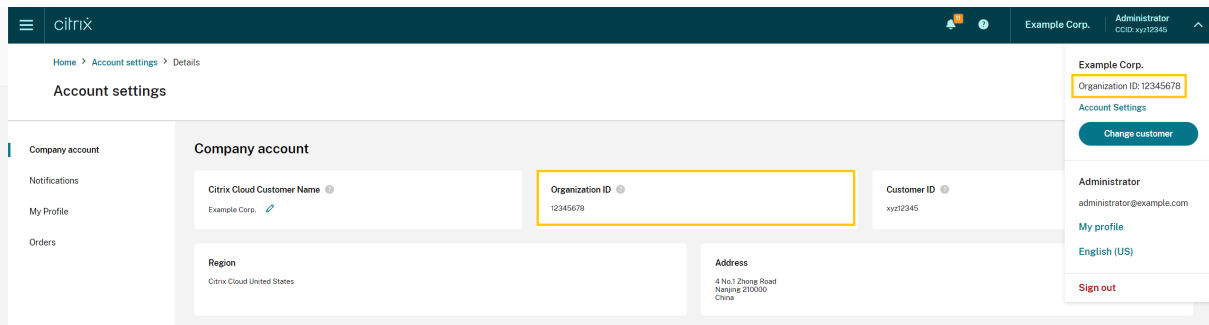 citrix
11
?
Example Corp.
Administrator
CCID: xyz12345
Home > Account settings > Details
Account settings
Example Corp.
Organization ID: 12345678
Account Settings
Change customer
Administrator
administrator@example.com
My profile
English (US)
Sign out
Company account
Notifications
My Profile
Orders
Company account
Citrix Cloud Customer Name ?
Example Corp.
Organization ID ?
12345678
Customer ID ?
xyz12345
Region
Citrix Cloud United States
Address
4 No.1 Zhong Road
Nanjing 210000
China